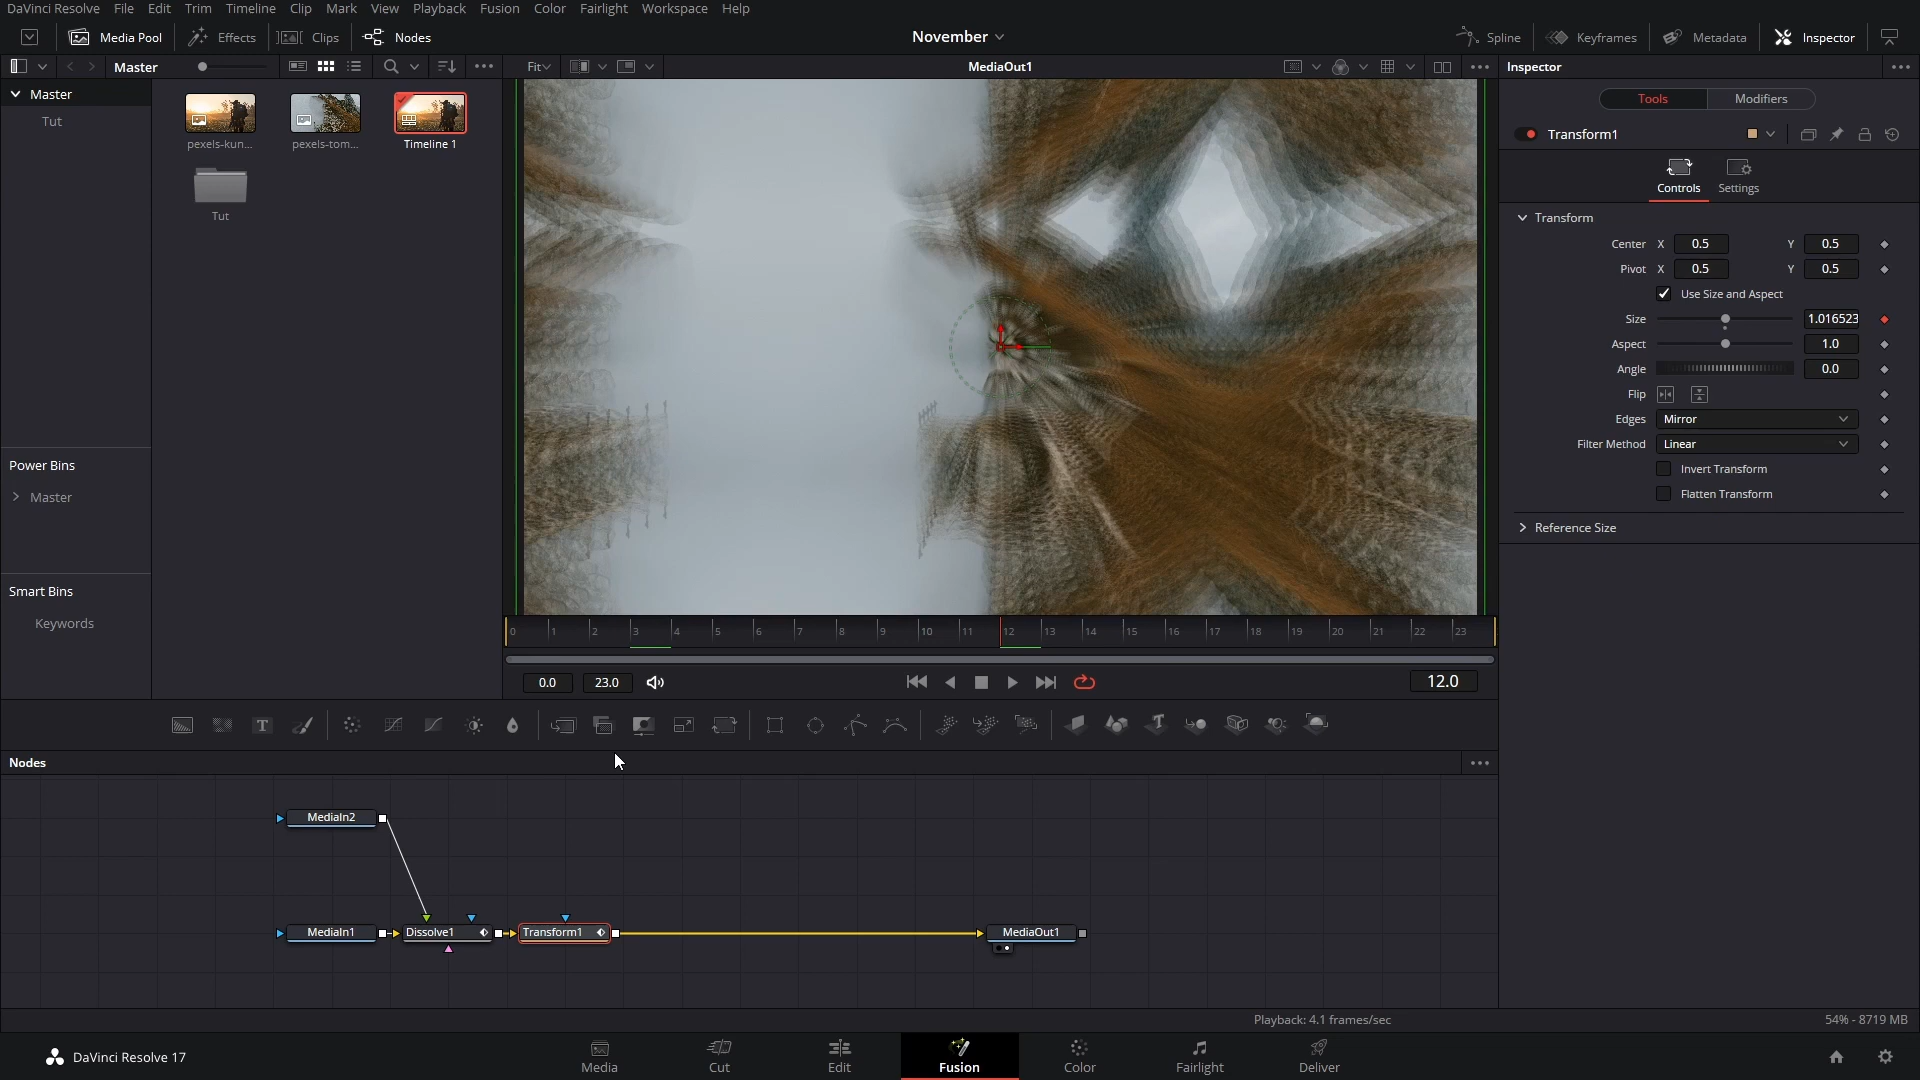 DaVinci Resolve File Edit Trim Timeline Clip Mark View Playback Fusion Color Fairlight Workspace Help
Media Pool Effects Clips Nodes November Spline Keyframes Metadata Inspector
Master Fit MediaOut1 Inspector
Master
Tut
pexels-kun... pexels-tom... Timeline 1
Tut
Power Bins
Master
Smart Bins
Keywords
Tools Modifiers
Transform1
Controls Settings
Transform
Center X 0.5 Y 0.5
Pivot X 0.5 Y 0.5
Use Size and Aspect
Size 1.016523
Aspect 1.0
Angle 0.0
Flip
Edges Mirror
Filter Method Linear
Invert Transform
Flatten Transform
Reference Size
0 1 2 3 4 5 6 7 8 9 10 11 12 13 14 15 16 17 18 19 20 21 22 23
0.0 23.0 12.0
Nodes
MediaIn2
MediaIn1 Dissolve1 Transform1 MediaOut1
Playback: 4.1 frames/sec 54% - 8719 MB
DaVinci Resolve 17 Media Cut Edit Fusion Color Fairlight Deliver